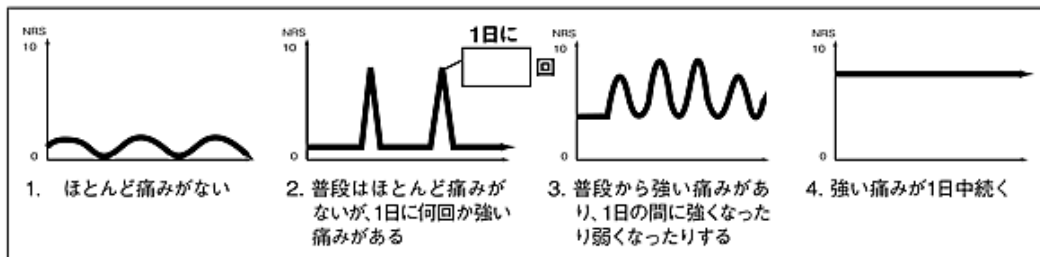 NRS
10
0
1. ほとんど痛みがない
1日に
回
NRS
10
0
2. 普段はほとんど痛みが
ないが、1日に何回か強い
痛みがある
NRS
10
0
3. 普段から強い痛みがあ
り、1日の間に強くなった
り弱くなったりする
NRS
10
0
4. 強い痛みが1日中続く